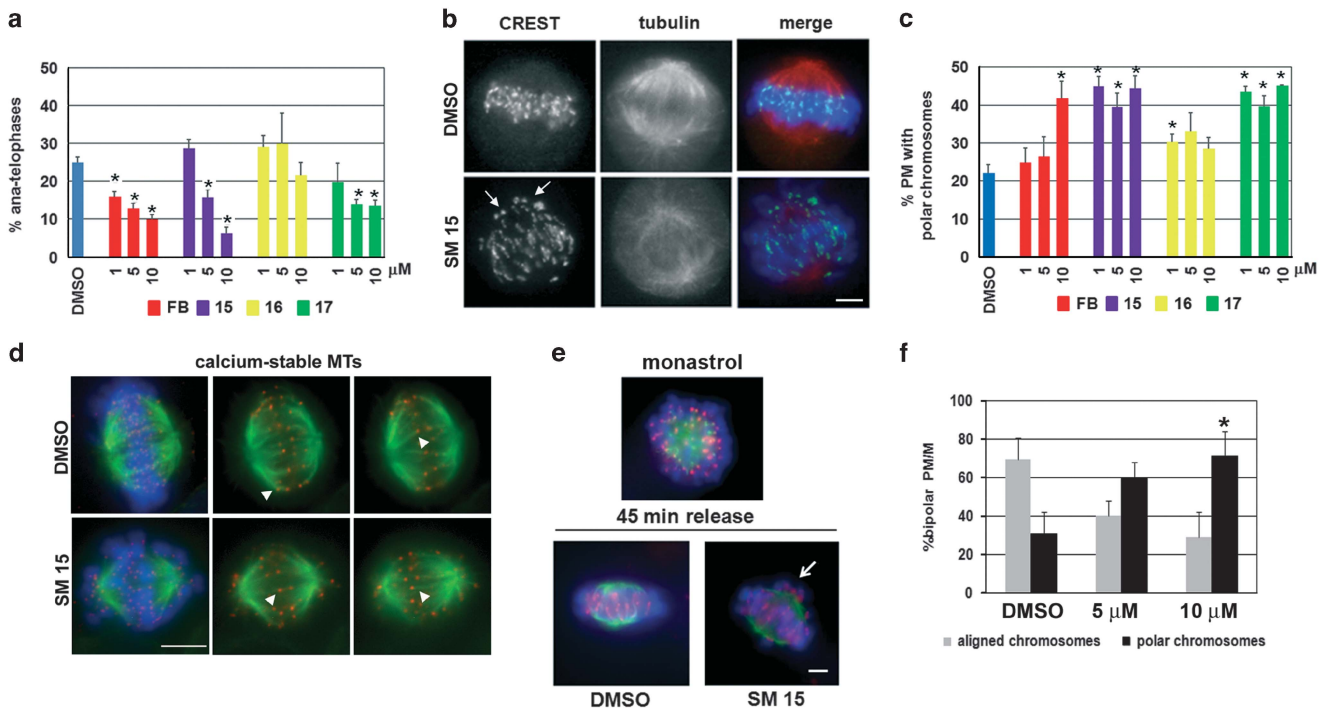 a
50
40
30
20
10
0
% ana-telophases
DMSO
1 5 10 1 5 10 1 5 10 1 5 10 μM
* * * * * * *
FB 15 16 17
b
CREST tubulin merge
DMSO
SM 15
c
50
40
30
20
10
0
% PM with
polar chromosomes
* * * * * * * *
DMSO
1 5 10 1 5 10 1 5 10 1 5 10 μM
FB 15 16 17
d
calcium-stable MTs
DMSO
SM 15
e
monastrol
45 min release
DMSO SM 15
f
100
80
60
40
20
0
%bipolar PM/M
*
DMSO 5 μM 10 μM
aligned chromosomes polar chromosomes